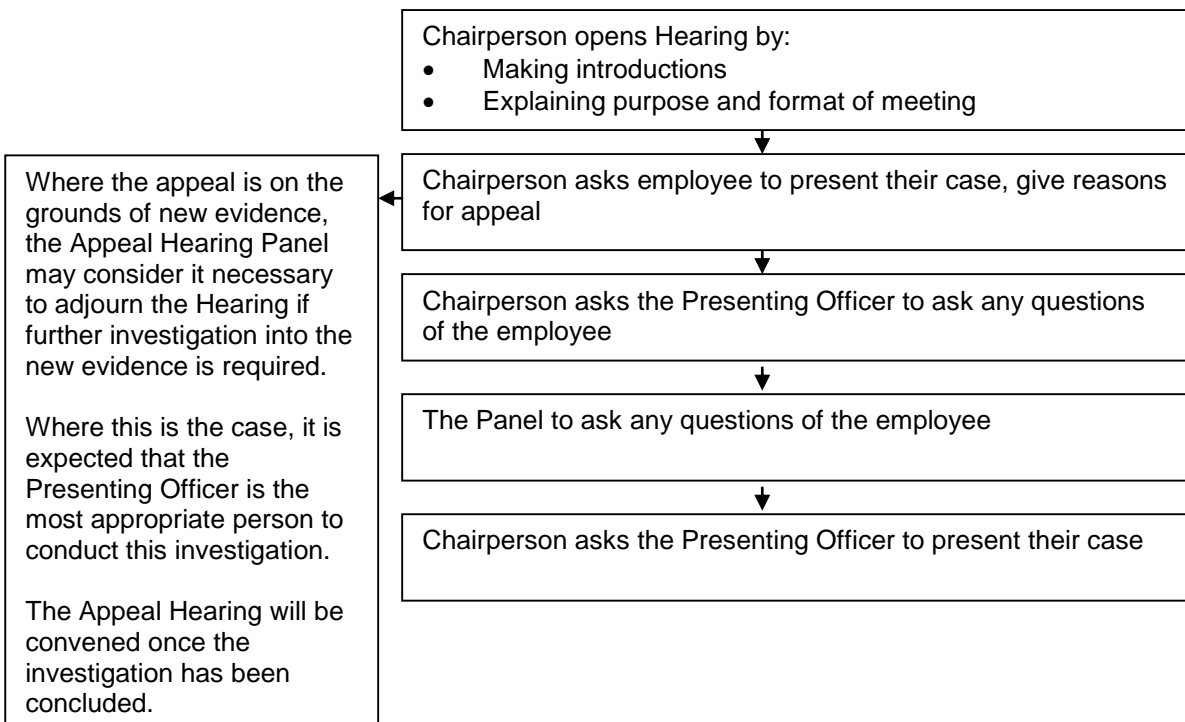 Chairperson opens Hearing by:
• Making introductions
• Explaining purpose and format of meeting
Chairperson asks employee to present their case, give reasons
for appeal
Where the appeal is on the
grounds of new evidence,
the Appeal Hearing Panel
may consider it necessary
to adjourn the Hearing if
further investigation into the
new evidence is required.
Where this is the case, it is
expected that the
Presenting Officer is the
most appropriate person to
conduct this investigation.
The Appeal Hearing will be
convened once the
investigation has been
concluded.
Chairperson asks the Presenting Officer to ask any questions
of the employee
The Panel to ask any questions of the employee
Chairperson asks the Presenting Officer to present their case